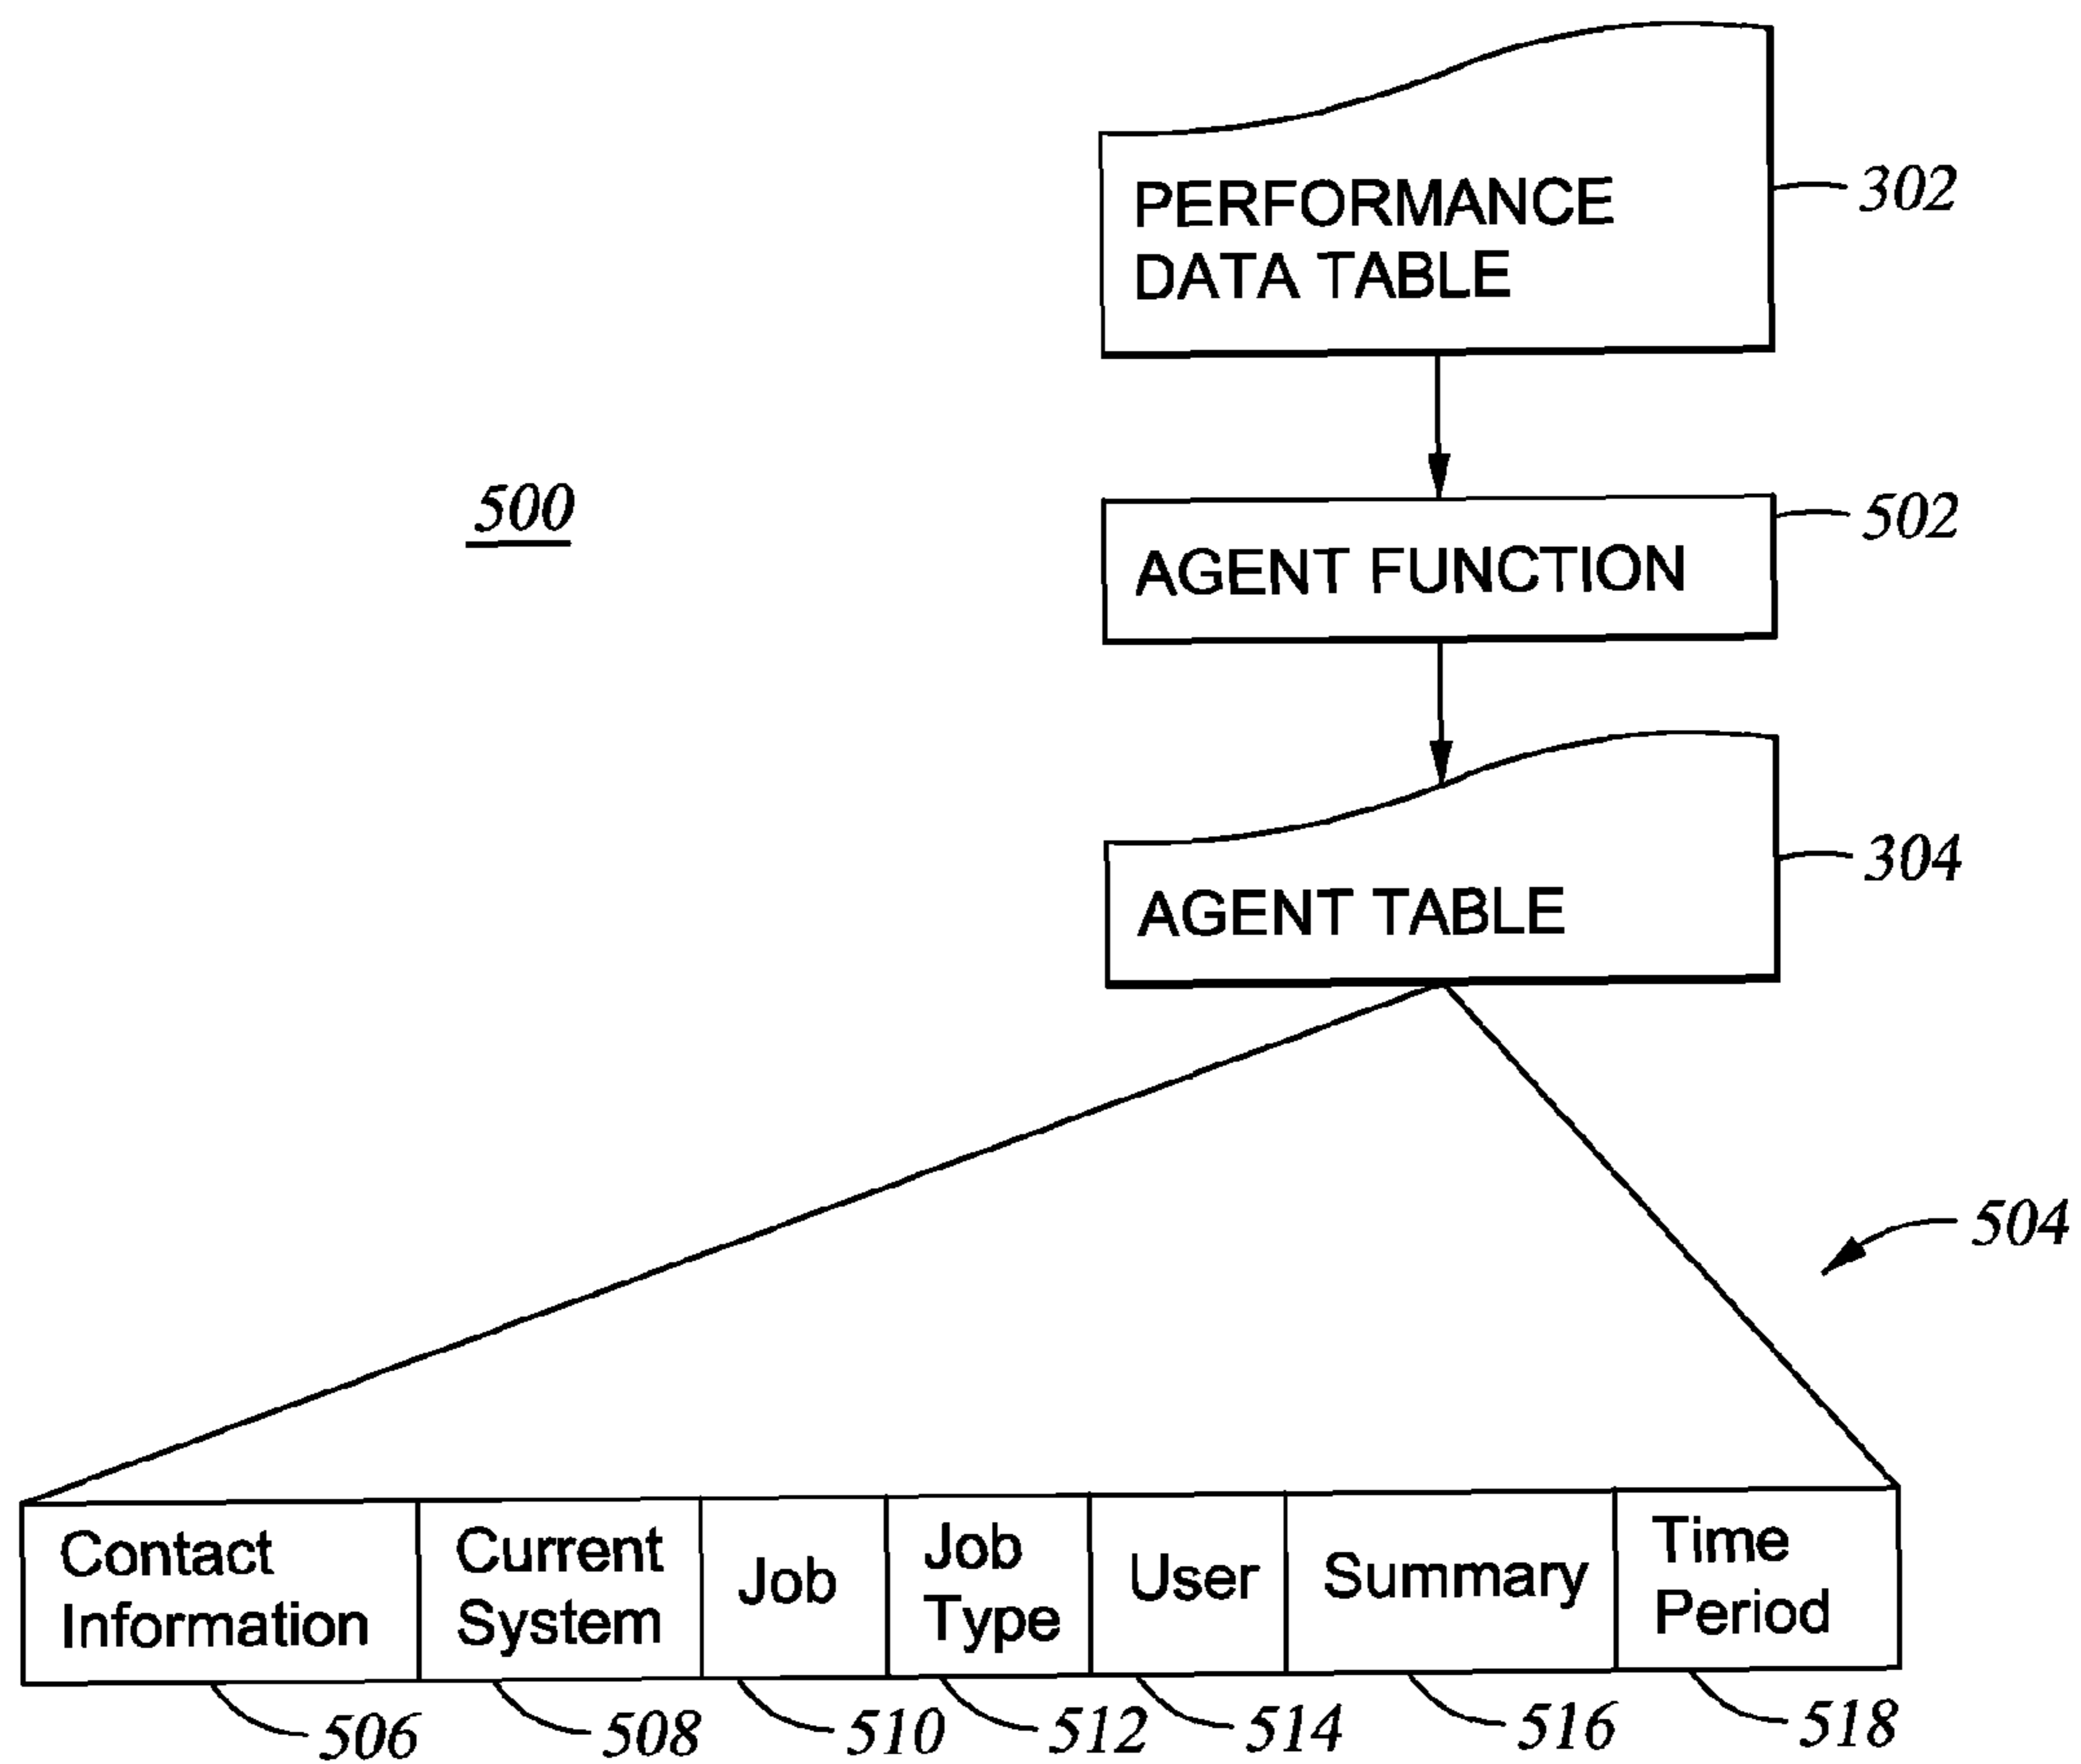 PERFORMANCE
DATA TABLE
302
500
502
AGENT FUNCTION
304
AGENT TABLE
504
Contact
Information
Current
System
Job
Job
Type
User
Summary
Time
Period
506
508
510
512
514
516
518